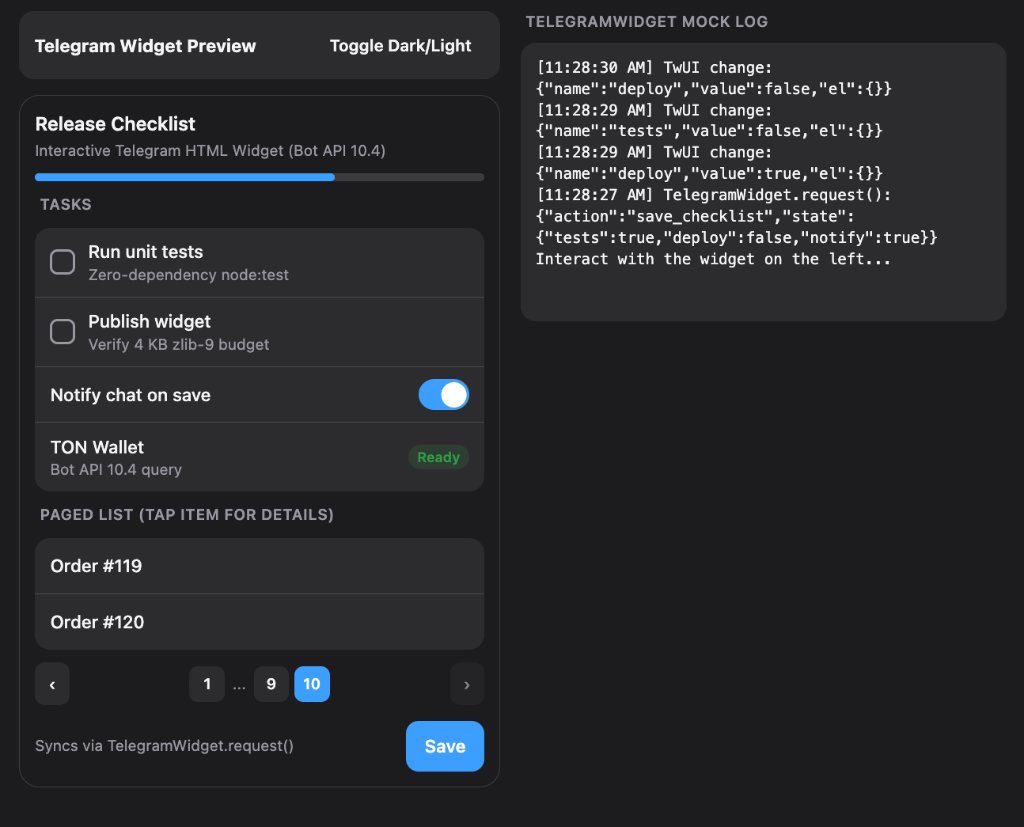 Telegram Widget Preview
Toggle Dark/Light
Release Checklist
Interactive Telegram HTML Widget (Bot API 10.4)
TASKS
Run unit tests
Zero-dependency node:test
Publish widget
Verify 4 KB zlib-9 budget
Notify chat on save
TON Wallet
Bot API 10.4 query
Ready
PAGED LIST (TAP ITEM FOR DETAILS)
Order #119
Order #120
‹
1
...
9
10
›
Syncs via TelegramWidget.request()
Save
TELEGRAMWIDGET MOCK LOG
[11:28:30 AM] TwUI change:
{"name":"deploy","value":false,"el":{}}
[11:28:29 AM] TwUI change:
{"name":"tests","value":false,"el":{}}
[11:28:29 AM] TwUI change:
{"name":"deploy","value":true,"el":{}}
[11:28:27 AM] TelegramWidget.request():
{"action":"save_checklist","state":
{"tests":true,"deploy":false,"notify":true}}
Interact with the widget on the left...